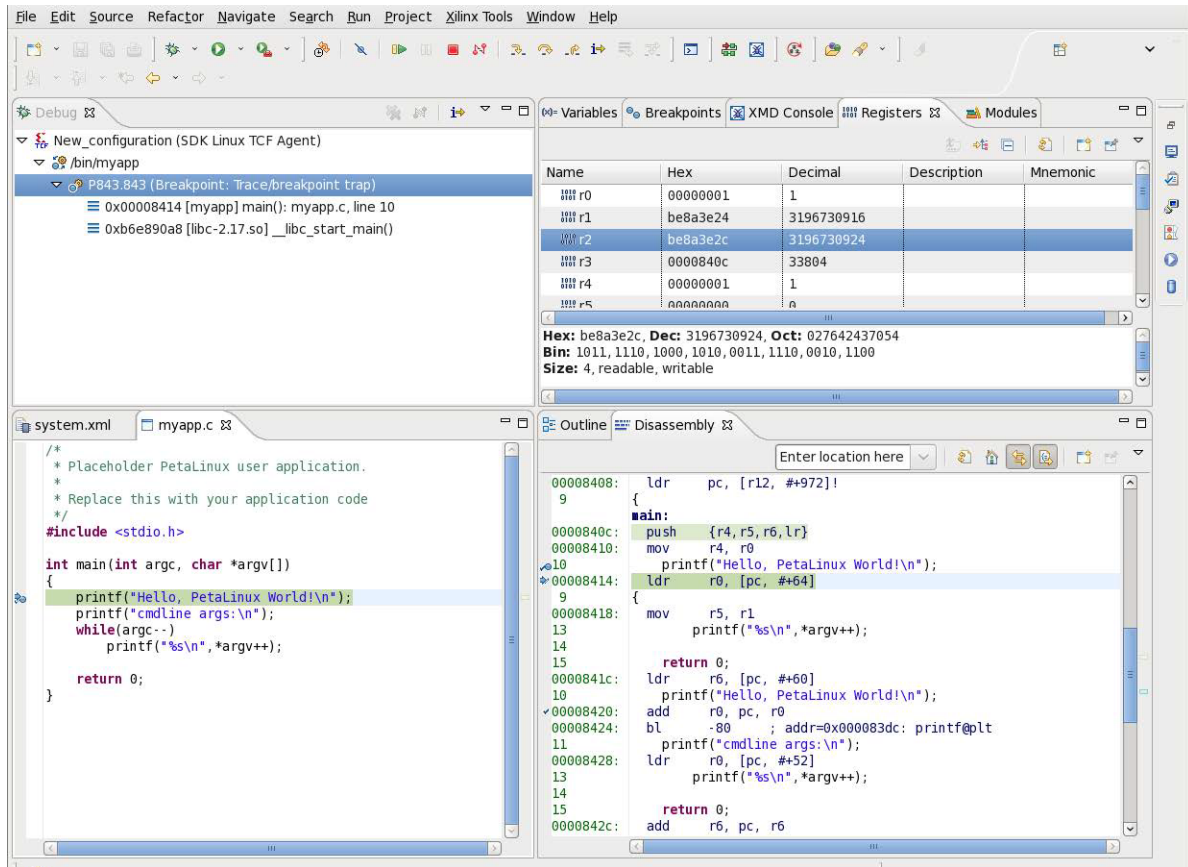 File Edit Source Refactor Navigate Search Run Project Xilinx Tools Window Help
Debug
New_configuration (SDK Linux TCF Agent)
/bin/myapp
P843.843 (Breakpoint: Trace/breakpoint trap)
0x00008414 [myapp] main(): myapp.c, line 10
0xb6e890a8 [libc-2.17.so] __libc_start_main()
(x)= Variables Breakpoints XMD Console Registers Modules
Name Hex Decimal Description Mnemonic
r0 00000001 1
r1 be8a3e24 3196730916
r2 be8a3e2c 3196730924
r3 0000840c 33804
r4 00000001 1
r5 00000000 0
Hex: be8a3e2c, Dec: 3196730924, Oct: 027642437054
Bin: 1011,1110,1000,1010,0011,1110,0010,1100
Size: 4, readable, writable
system.xml myapp.c
/*
* Placeholder PetaLinux user application.
*
* Replace this with your application code
*/
#include <stdio.h>
int main(int argc, char *argv[])
{
printf("Hello, PetaLinux World!\n");
printf("cmdline args:\n");
while(argc--)
printf("%s\n",*argv++);
return 0;
}
Outline Disassembly
Enter location here
00008408: ldr pc, [r12, #+972]!
9 {
main:
0000840c: push {r4,r5,r6,lr}
00008410: mov r4, r0
10 printf("Hello, PetaLinux World!\n");
00008414: ldr r0, [pc, #+64]
9 {
00008418: mov r5, r1
13 printf("%s\n",*argv++);
14
15 return 0;
0000841c: ldr r6, [pc, #+60]
10 printf("Hello, PetaLinux World!\n");
00008420: add r0, pc, r0
00008424: bl -80 ; addr=0x000083dc: printf@plt
11 printf("cmdline args:\n");
00008428: ldr r0, [pc, #+52]
13 printf("%s\n",*argv++);
14
15 return 0;
0000842c: add r6, pc, r6